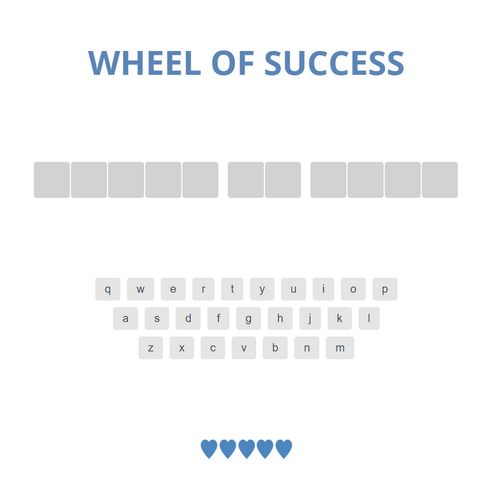 WHEEL OF SUCCESS
q w e r t y u i o p
a s d f g h j k l
z x c v b n m